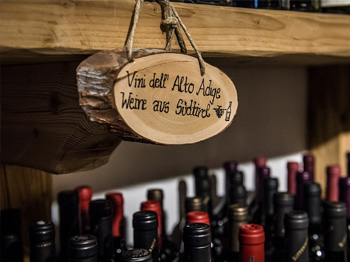 Vini dell' Alto Adige
Weine aus Südtirol